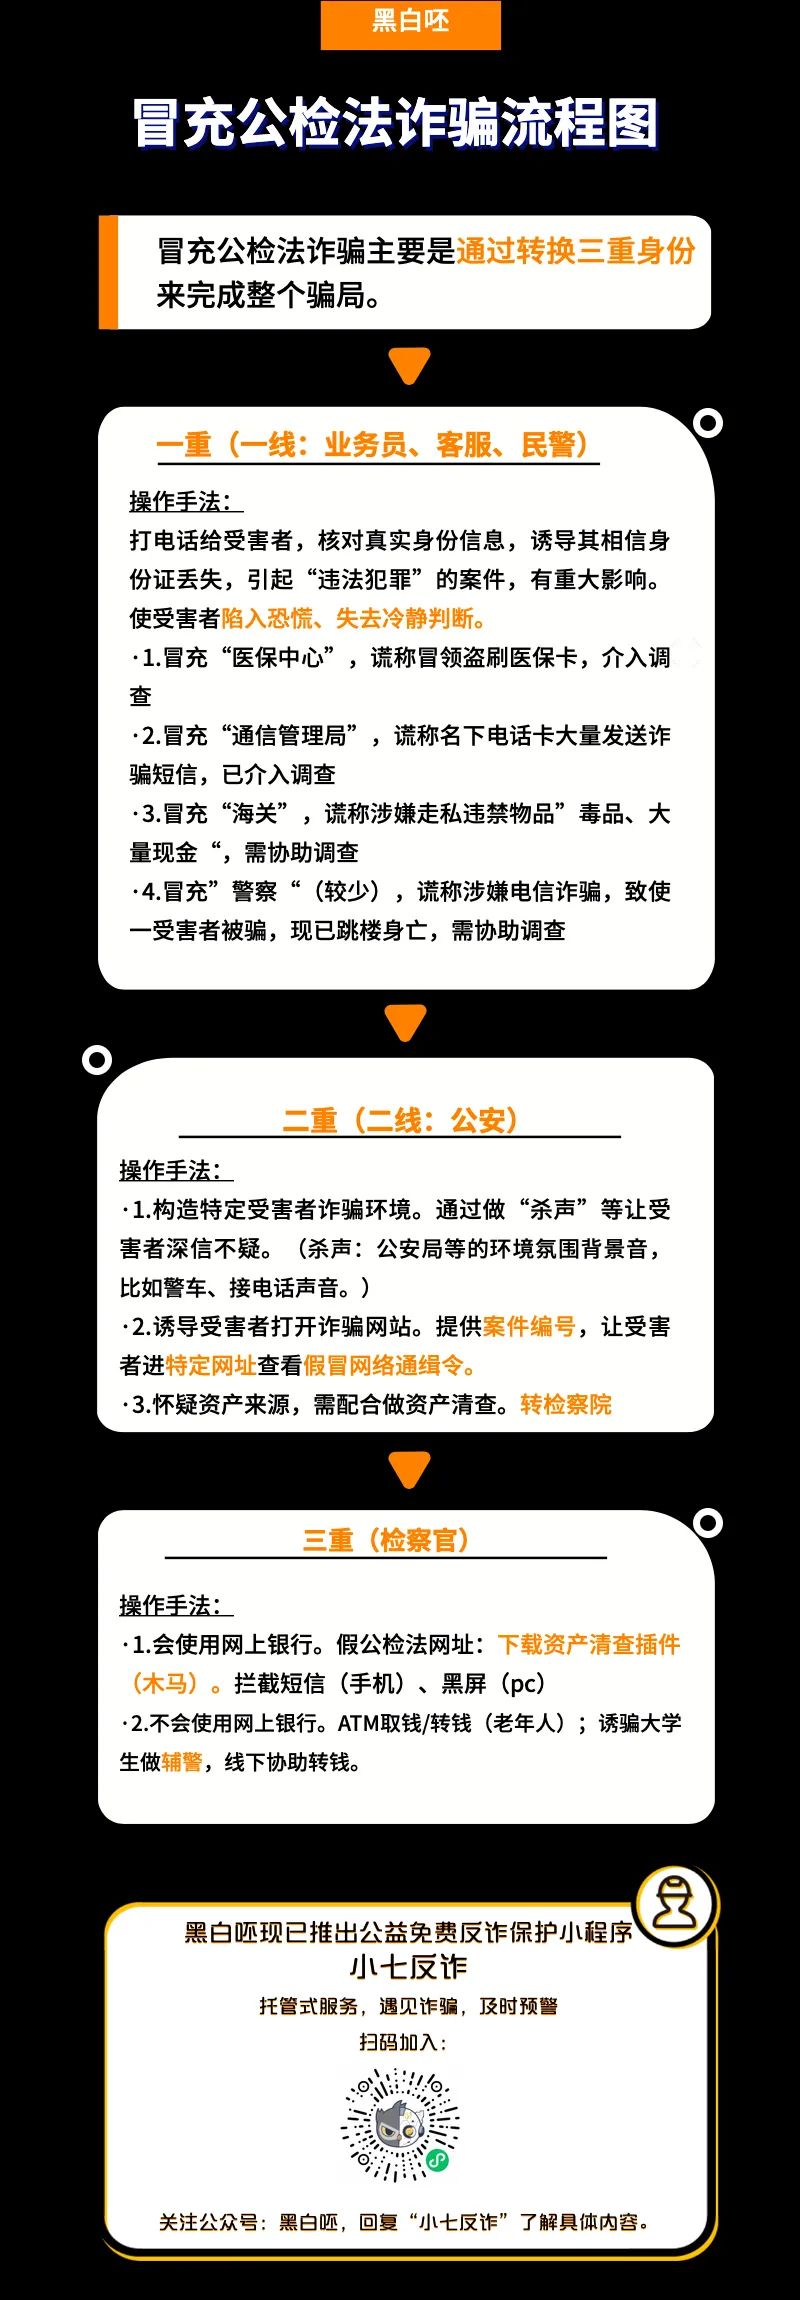 黑白呸
冒充公检法诈骗流程图
冒充公检法诈骗主要是通过转换三重身份
来完成整个骗局。
一重（一线：业务员、客服、民警）
操作手法：
打电话给受害者，核对真实身份信息，诱导其相信身
份证丢失，引起“违法犯罪”的案件，有重大影响。
使受害者陷入恐慌、失去冷静判断。
·1.冒充“医保中心”，谎称冒领盗刷医保卡，介入调
查
·2.冒充“通信管理局”，谎称名下电话卡大量发送诈
骗短信，已介入调查
·3.冒充“海关”，谎称涉嫌走私违禁物品”毒品、大
量现金“，需协助调查
·4.冒充”警察“（较少），谎称涉嫌电信诈骗，致使
一受害者被骗，现已跳楼身亡，需协助调查
二重（二线：公安）
操作手法：
·1.构造特定受害者诈骗环境。通过做“杀声”等让受
害者深信不疑。（杀声：公安局等的环境氛围背景音，
比如警车、接电话声音。）
·2.诱导受害者打开诈骗网站。提供案件编号，让受害
者进特定网址查看假冒网络通缉令。
·3.怀疑资产来源，需配合做资产清查。转检察院
三重（检察官）
操作手法：
·1.会使用网上银行。假公检法网址：下载资产清查插件
（木马）。拦截短信（手机）、黑屏（pc）
·2.不会使用网上银行。ATM取钱/转钱（老年人）；诱骗大学
生做辅警，线下协助转钱。
黑白呸现已推出公益免费反诈保护小程序
小七反诈
托管式服务，遇见诈骗，及时预警
扫码加入：
关注公众号：黑白呸，回复“小七反诈”了解具体内容。